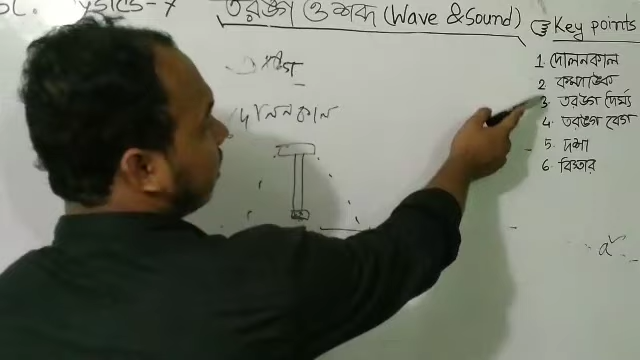 তরঙ্গ ও শব্দ (Wave & Sound)
Key points
1. দোলনকাল
2 কম্পাঙ্ক
3. তরঙ্গ দৈর্ঘ্য
4. তরঙ্গ বেগ
5. দশা
6. বিস্তার
দোলনকাল